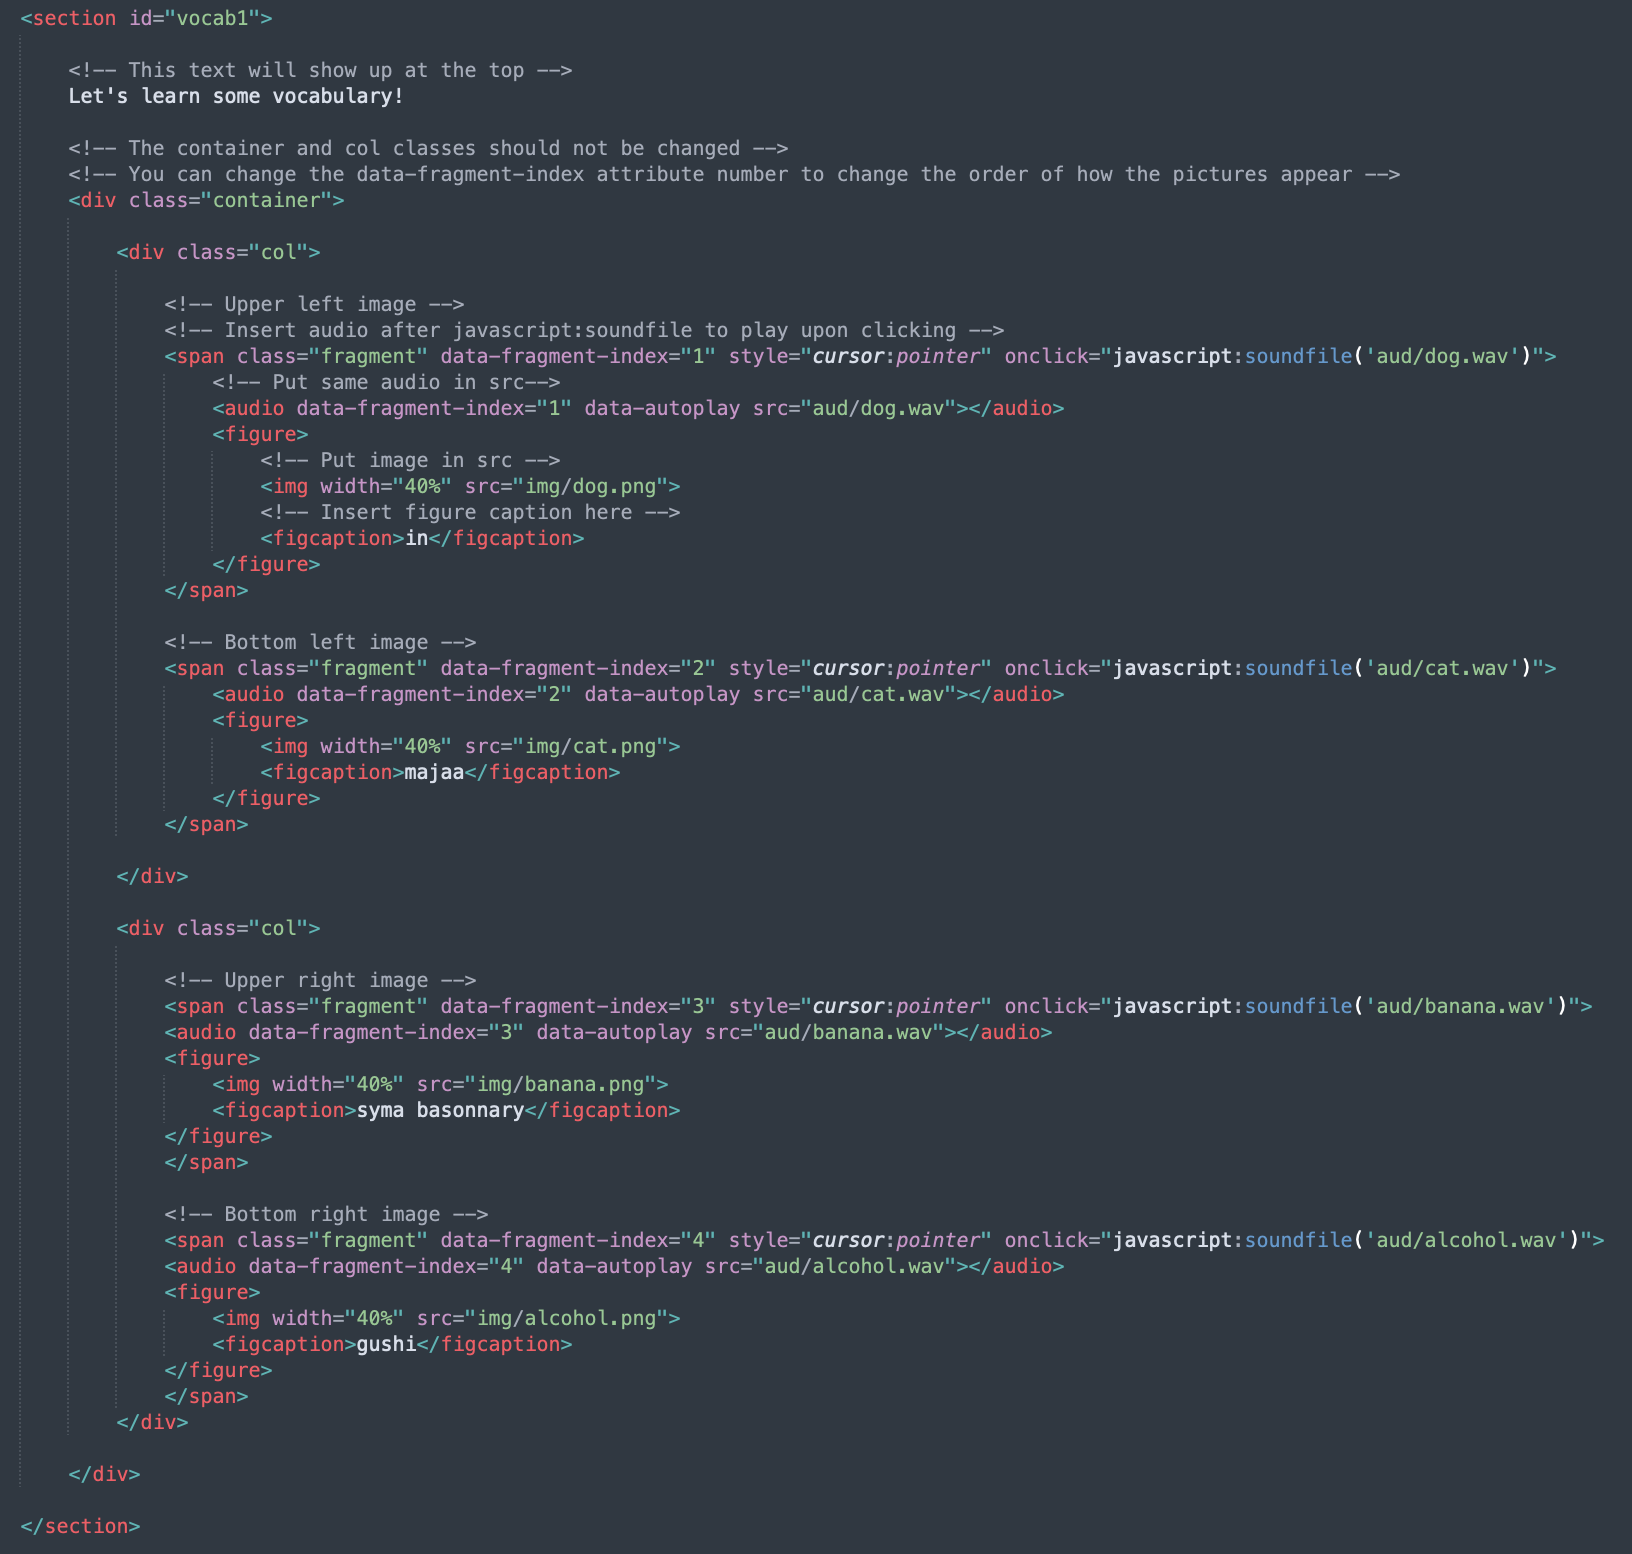 <section id="vocab1">
<!-- This text will show up at the top -->
Let's learn some vocabulary!
<!-- The container and col classes should not be changed -->
<!-- You can change the data-fragment-index attribute number to change the order of how the pictures appear -->
<div class="container">
<div class="col">
<!-- Upper left image -->
<!-- Insert audio after javascript:soundfile to play upon clicking -->
<span class="fragment" data-fragment-index="1" style="cursor:pointer" onclick="javascript:soundfile('aud/dog.wav')">
<!-- Put same audio in src-->
<audio data-fragment-index="1" data-autoplay src="aud/dog.wav"></audio>
<figure>
<!-- Put image in src -->
<img width="40%" src="img/dog.png">
<!-- Insert figure caption here -->
<figcaption>in</figcaption>
</figure>
</span>
<!-- Bottom left image -->
<span class="fragment" data-fragment-index="2" style="cursor:pointer" onclick="javascript:soundfile('aud/cat.wav')">
<audio data-fragment-index="2" data-autoplay src="aud/cat.wav"></audio>
<figure>
<img width="40%" src="img/cat.png">
<figcaption>majaa</figcaption>
</figure>
</span>
</div>
<div class="col">
<!-- Upper right image -->
<span class="fragment" data-fragment-index="3" style="cursor:pointer" onclick="javascript:soundfile('aud/banana.wav')">
<audio data-fragment-index="3" data-autoplay src="aud/banana.wav"></audio>
<figure>
<img width="40%" src="img/banana.png">
<figcaption>syma basonnary</figcaption>
</figure>
</span>
<!-- Bottom right image -->
<span class="fragment" data-fragment-index="4" style="cursor:pointer" onclick="javascript:soundfile('aud/alcohol.wav')">
<audio data-fragment-index="4" data-autoplay src="aud/alcohol.wav"></audio>
<figure>
<img width="40%" src="img/alcohol.png">
<figcaption>gushi</figcaption>
</figure>
</span>
</div>
</div>
</section>